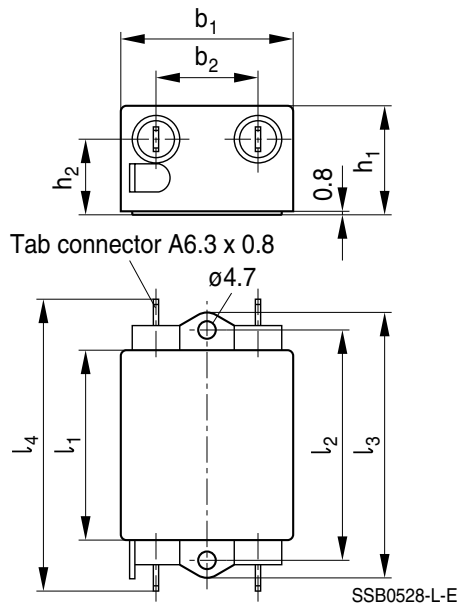 b1
b2
h2
h1
0.8
Tab connector A6.3 x 0.8
ø4.7
l4
l1
l2
l3
SSB0528-L-E